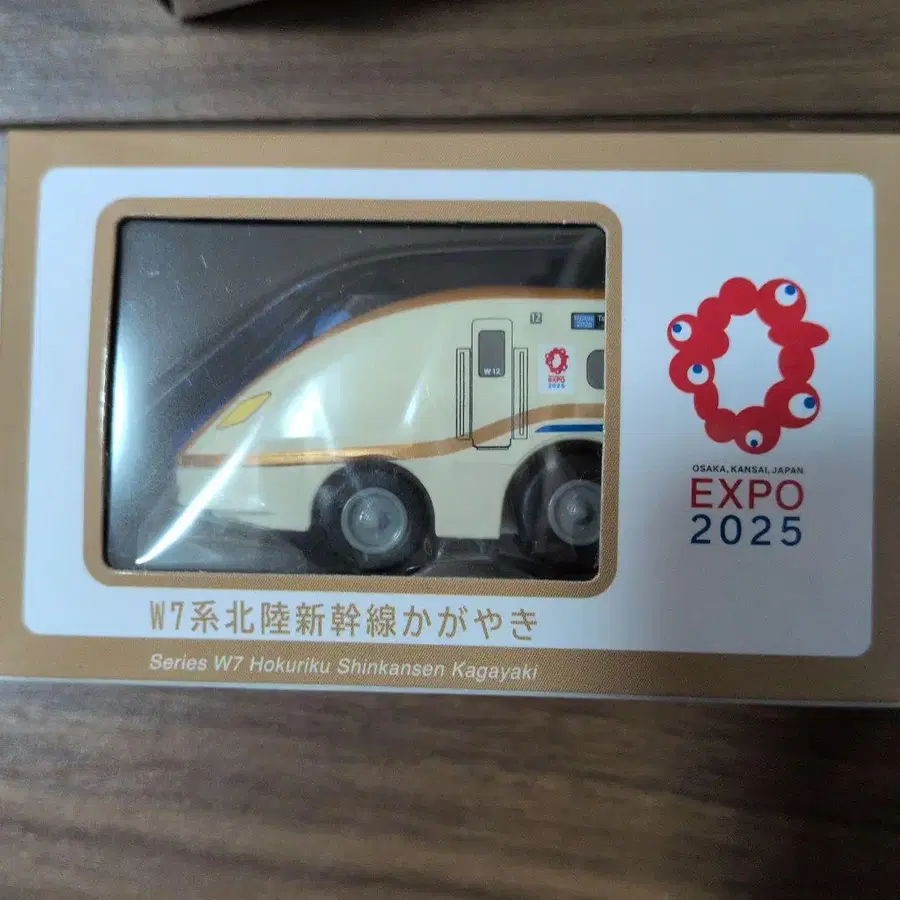 12
W12
EXPO
2025
OSAKA, KANSAI, JAPAN
EXPO
2025
W7系北陸新幹線かがやき
Series W7 Hokuriku Shinkansen Kagayaki